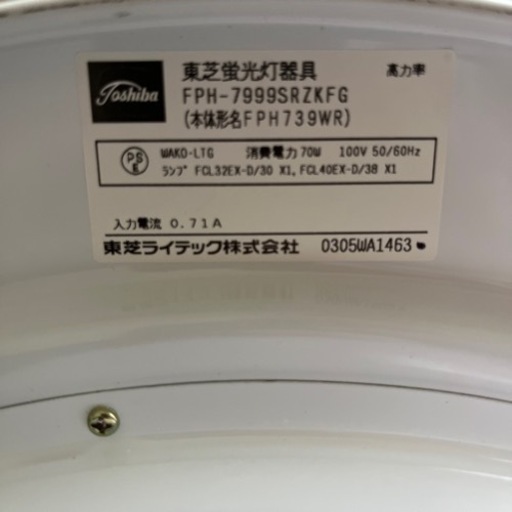 Toshiba
東芝蛍光灯器具
高力率
FPH-7999SRZKFG
(本体形名FPH739WR)
PS E WAKO-LTG 消費電力 70W 100V 50/60Hz
ランプ FCL32EX-D/30 X1,FCL40EX-D/38 X1
入力電流 0.71A
東芝ライテック株式会社 0305WA1463